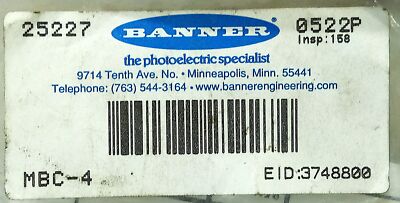 25227 BANNER 0522P
Insp:158
the photoelectric specialist
9714 Tenth Ave. No. • Minneapolis, Minn. 55441
Telephone: (763) 544-3164 • www.bannerengineering.com
MBC-4 EID:3748800